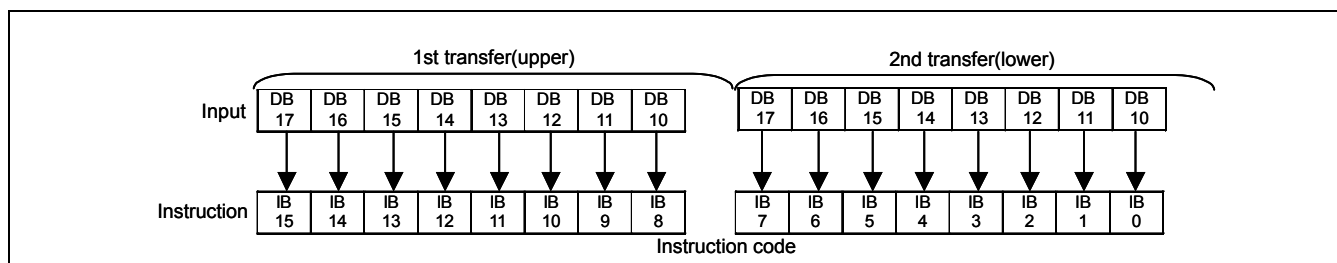 1st transfer(upper) 2nd transfer(lower)
Input DB 17 DB 16 DB 15 DB 14 DB 13 DB 12 DB 11 DB 10 DB 17 DB 16 DB 15 DB 14 DB 13 DB 12 DB 11 DB 10
Instruction IB 15 IB 14 IB 13 IB 12 IB 11 IB 10 IB 9 IB 8 IB 7 IB 6 IB 5 IB 4 IB 3 IB 2 IB 1 IB 0
Instruction code